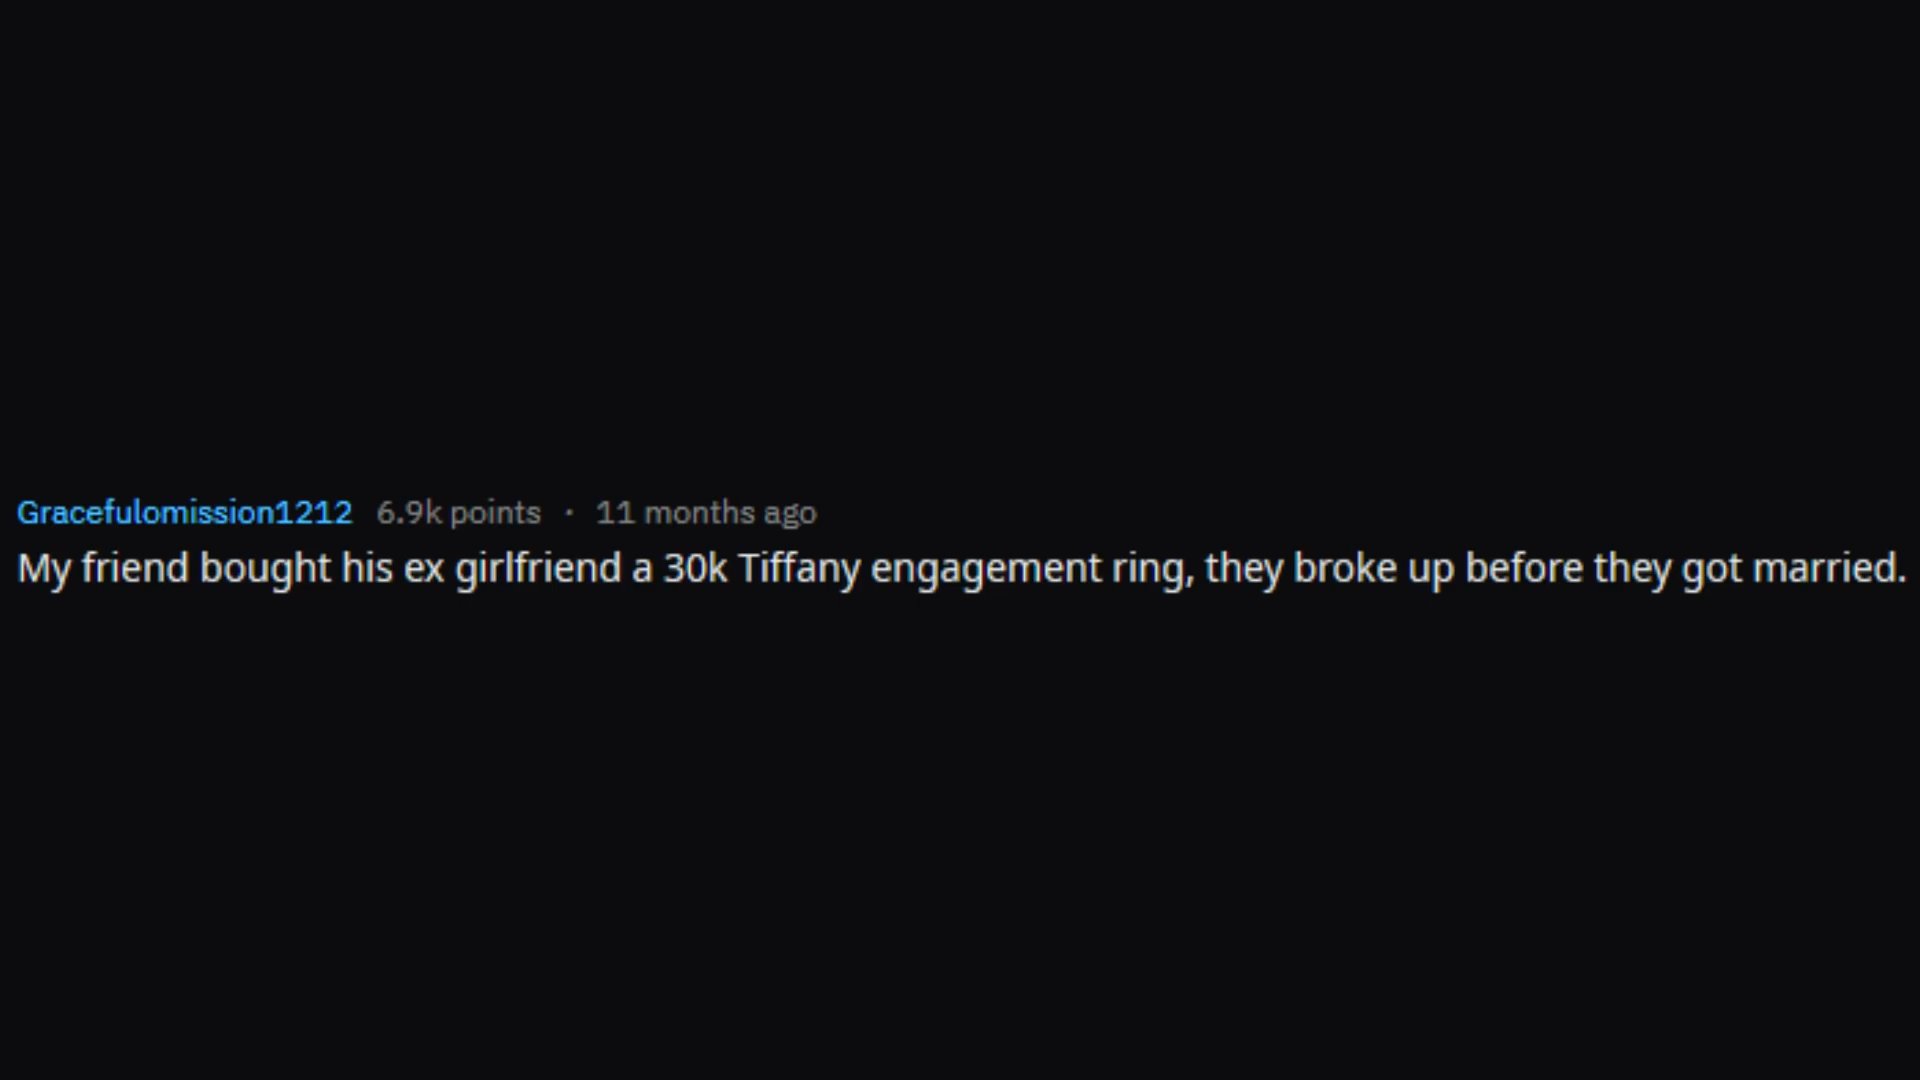 Gracefulomission1212 6.9k points · 11 months ago
My friend bought his ex girlfriend a 30k Tiffany engagement ring, they broke up before they got married.